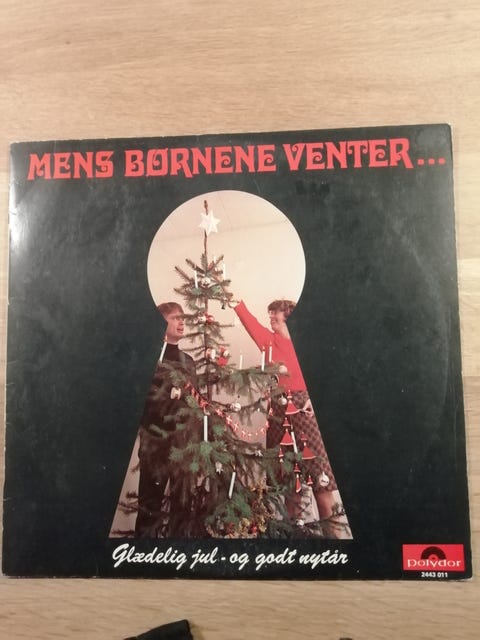 MENS BØRNENE VENTER...
Glædelig jul - og godt nytår
polydor
2443 011